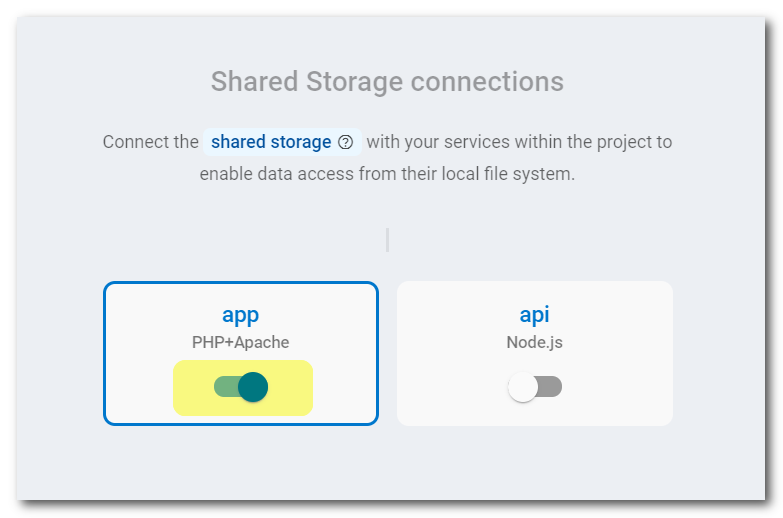 Shared Storage connections
Connect the shared storage ? with your services within the project to
enable data access from their local file system.
app
PHP+Apache
api
Node.js